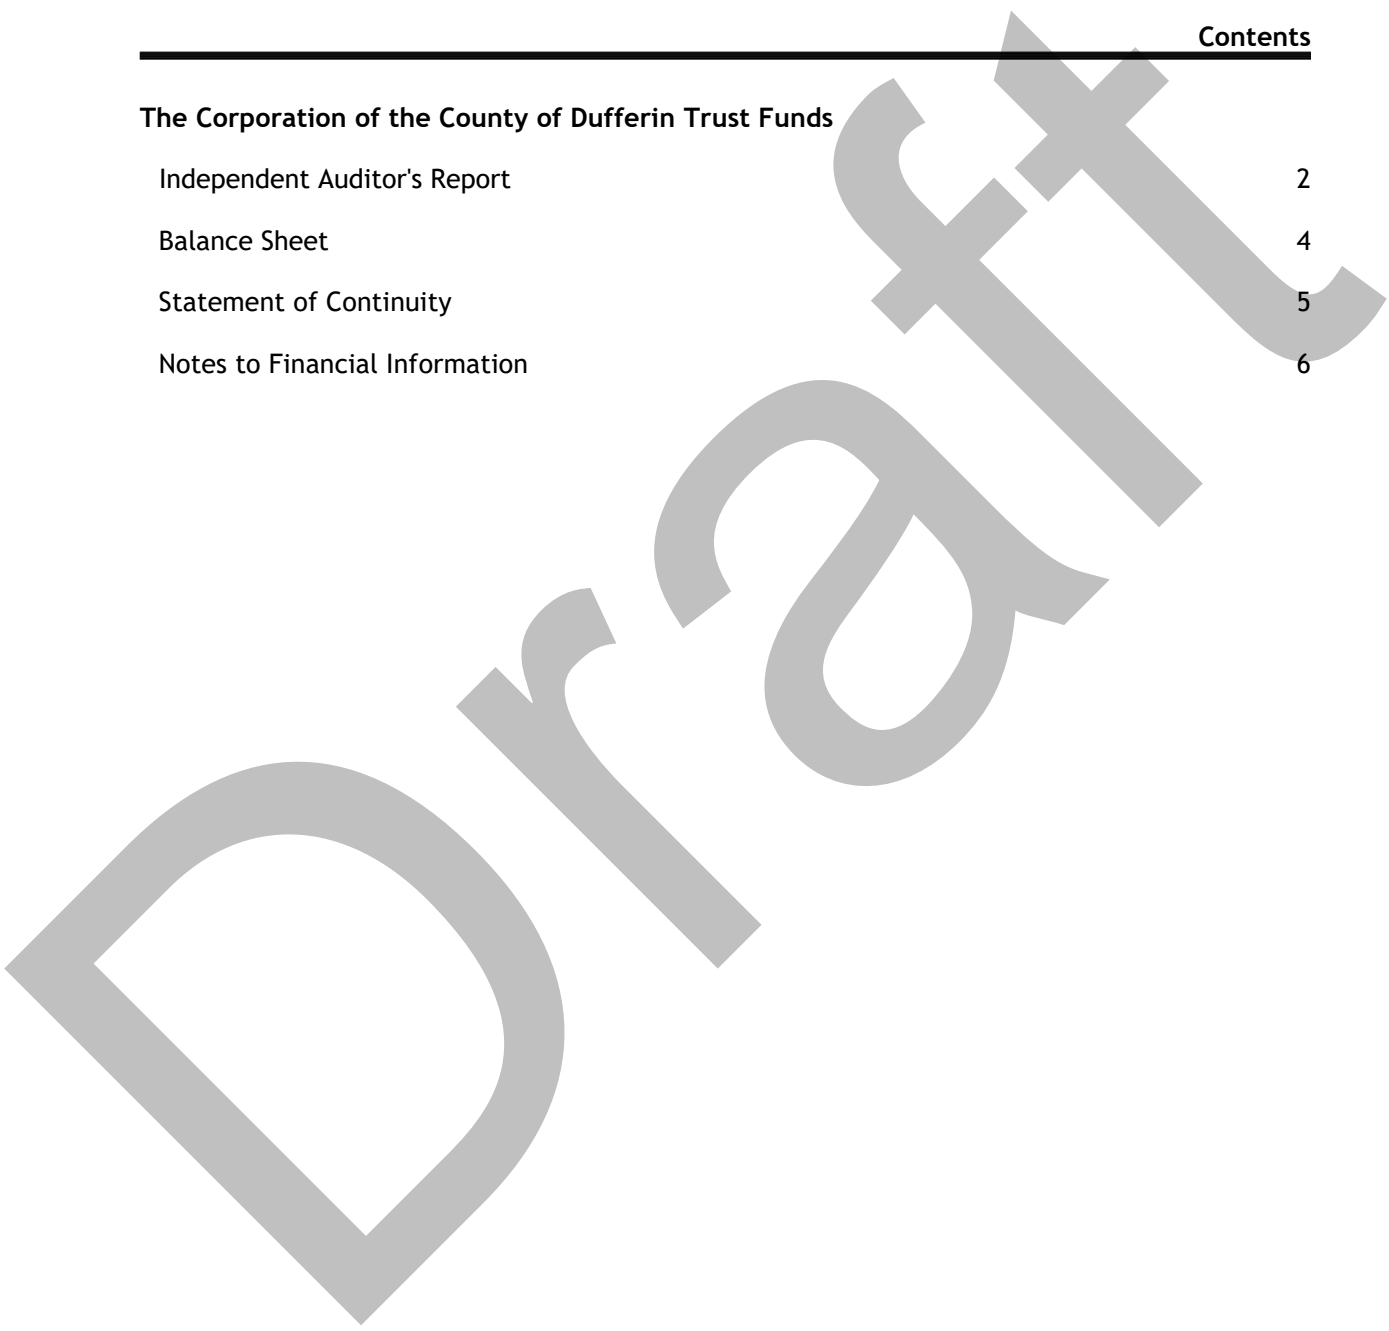 Contents
The Corporation of the County of Dufferin Trust Funds
Independent Auditor's Report 2
Balance Sheet 4
Statement of Continuity 5
Notes to Financial Information 6
Draft